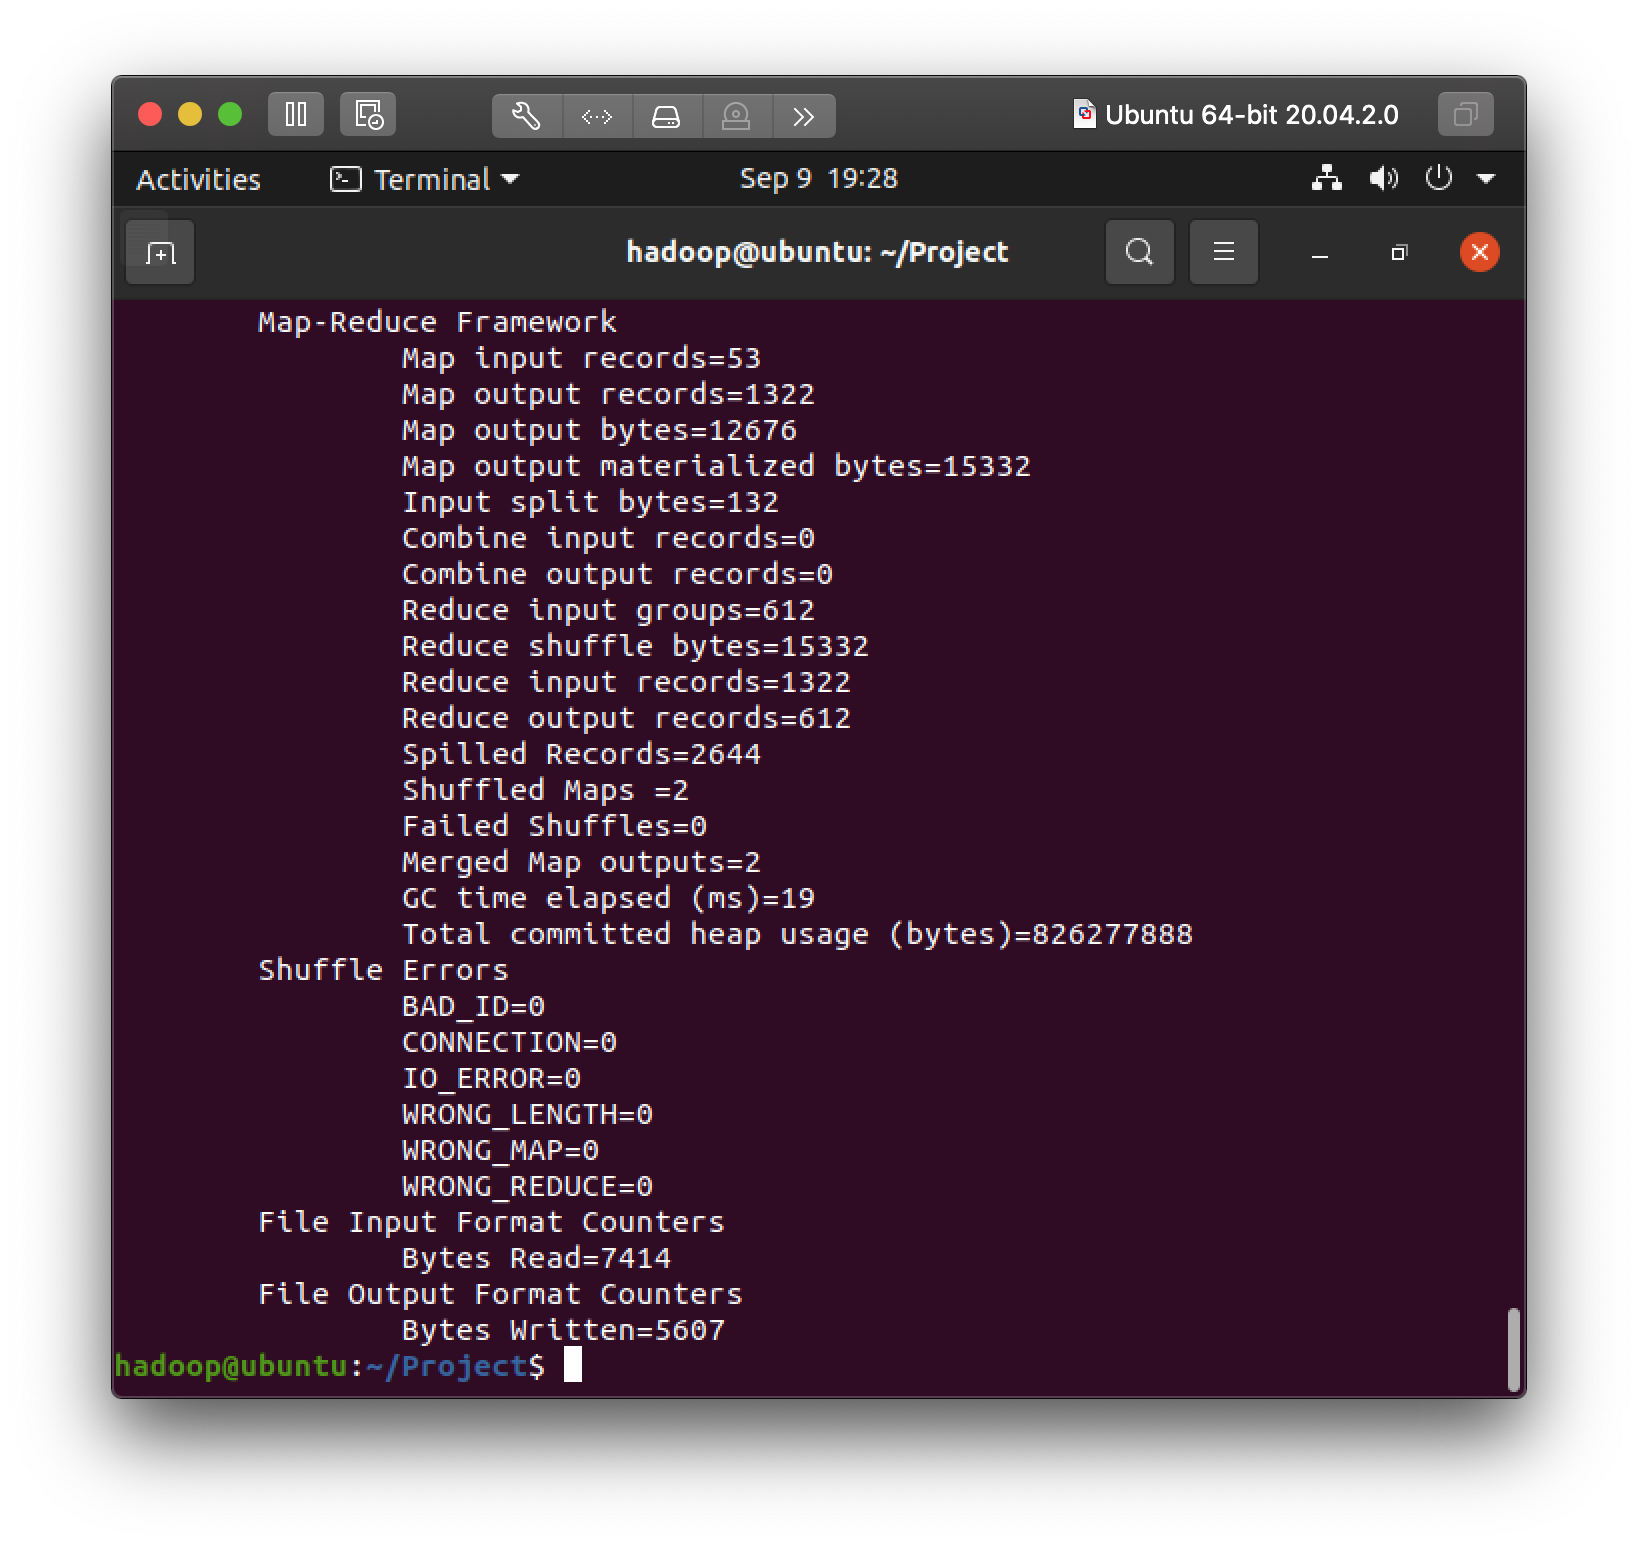 Ubuntu 64-bit 20.04.2.0
Activities Terminal Sep 9 19:28
hadoop@ubuntu: ~/Project
Map-Reduce Framework
Map input records=53
Map output records=1322
Map output bytes=12676
Map output materialized bytes=15332
Input split bytes=132
Combine input records=0
Combine output records=0
Reduce input groups=612
Reduce shuffle bytes=15332
Reduce input records=1322
Reduce output records=612
Spilled Records=2644
Shuffled Maps =2
Failed Shuffles=0
Merged Map outputs=2
GC time elapsed (ms)=19
Total committed heap usage (bytes)=826277888
Shuffle Errors
BAD_ID=0
CONNECTION=0
IO_ERROR=0
WRONG_LENGTH=0
WRONG_MAP=0
WRONG_REDUCE=0
File Input Format Counters
Bytes Read=7414
File Output Format Counters
Bytes Written=5607
hadoop@ubuntu:~/Project$